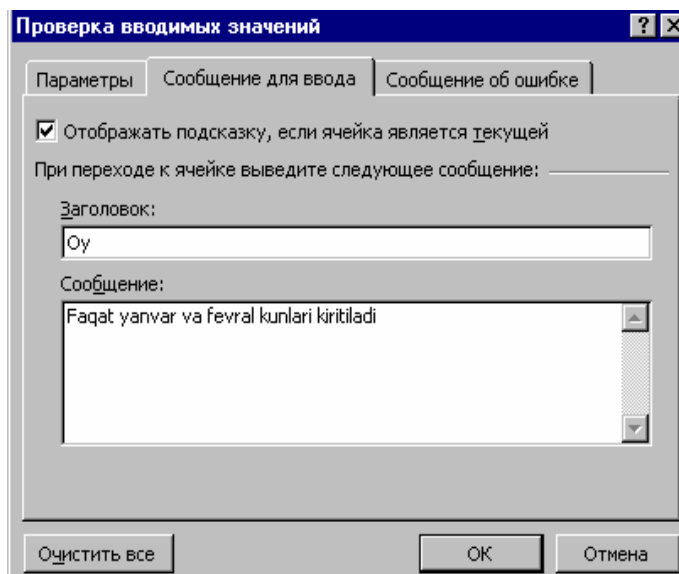 Проверка вводимых значений
Параметры
Сообщение для ввода
Сообщение об ошибке
Отображать подсказку, если ячейка является текущей
При переходе к ячейке выведите следующее сообщение:
Заголовок:
Oy
Сообщение:
Faqat yanvar va fevral kunlari kiritiladi
Очистить все
ОК
Отмена